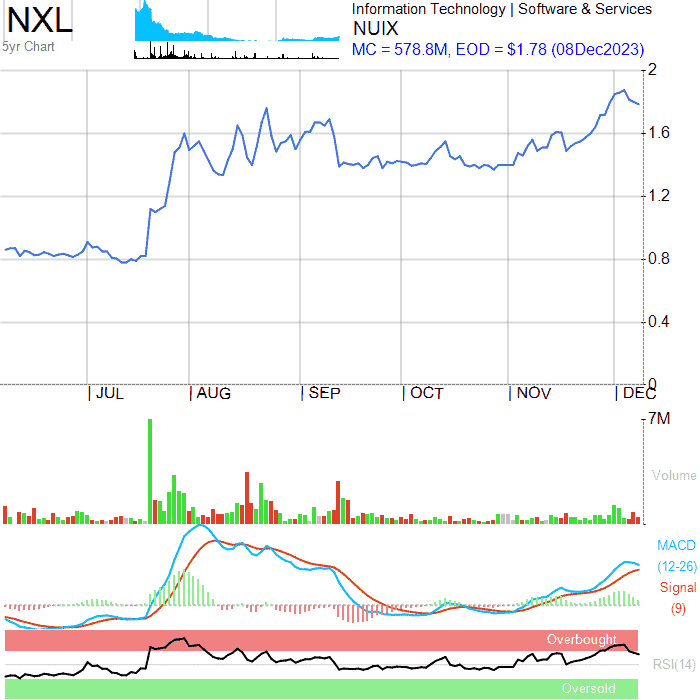 NXL
5yr Chart
Information Technology | Software & Services
NUIX
MC = 578.8M, EOD = $1.78 (08Dec2023)
2
1.6
1.2
0.8
0.4
0
JUL AUG SEP OCT NOV DEC
7M
Volume
MACD
(12-26)
Signal
(9)
Overbought
RSI(14)
Oversold